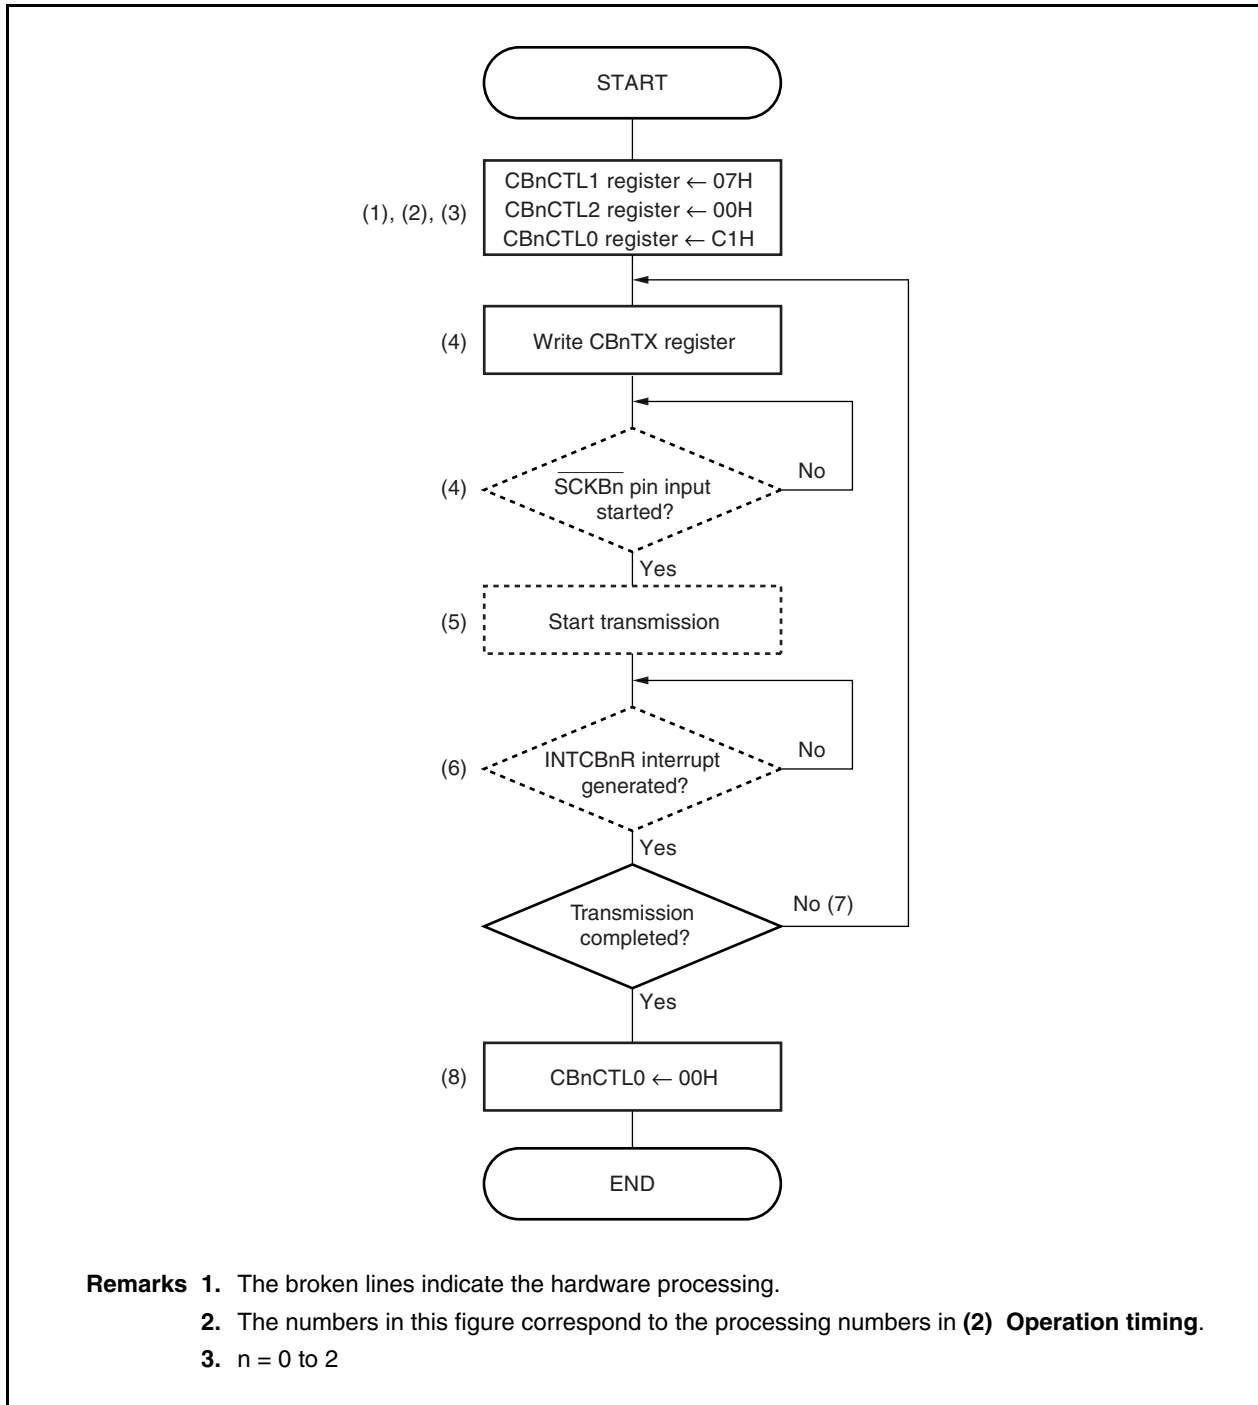 START
(1), (2), (3)
CBnCTL1 register ← 07H
CBnCTL2 register ← 00H
CBnCTL0 register ← C1H
(4)
Write CBnTX register
(4)
S̅C̅K̅B̅n̅ pin input
started?
No
Yes
(5)
Start transmission
(6)
INTCBnR interrupt
generated?
No
Yes
Transmission
completed?
No (7)
Yes
(8)
CBnCTL0 ← 00H
END
Remarks 1. The broken lines indicate the hardware processing.
2. The numbers in this figure correspond to the processing numbers in (2) Operation timing.
3. n = 0 to 2